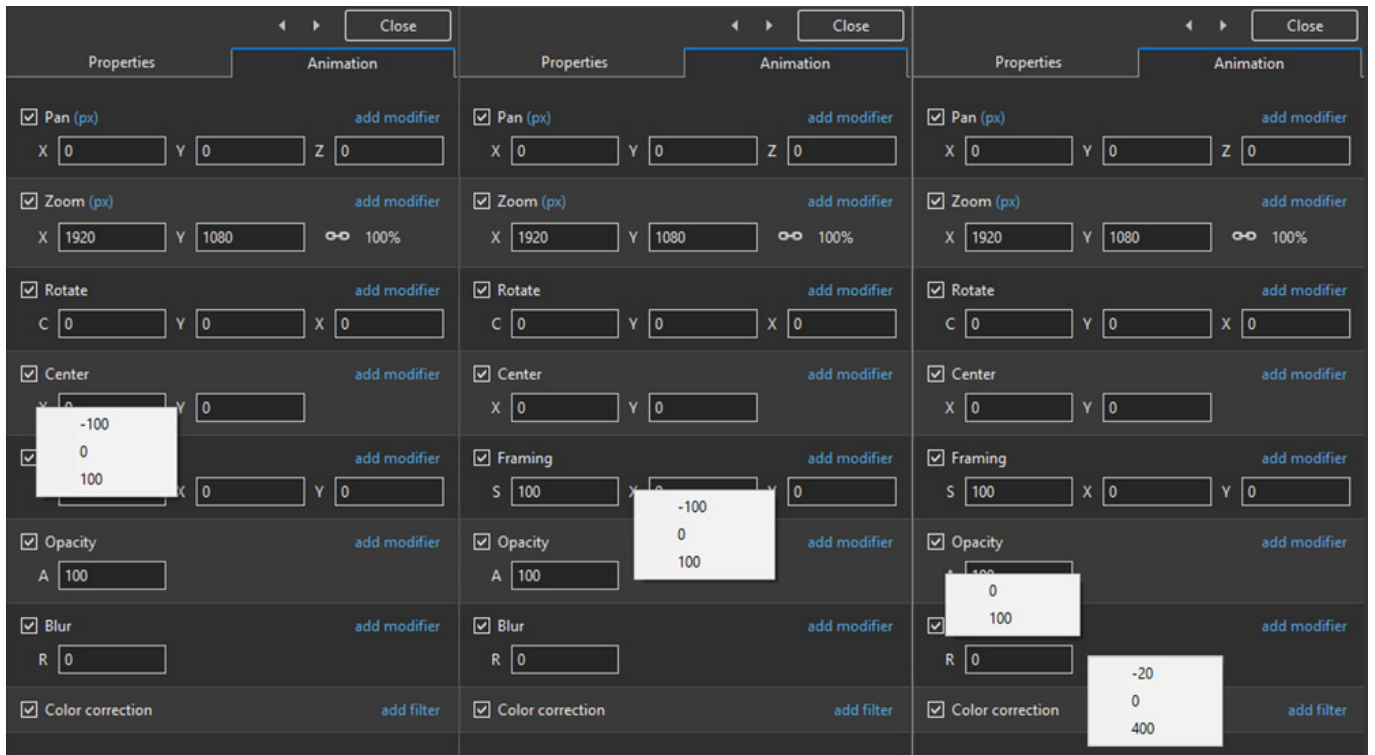 Close
Properties Animation
Pan (px) add modifier
X 0 Y 0 Z 0
Zoom (px) add modifier
X 1920 Y 1080 100%
Rotate add modifier
C 0 Y 0 X 0
Center add modifier
Y 0
-100
0
100
add modifier
X 0 Y 0
Opacity add modifier
A 100
Blur add modifier
R 0
Color correction add filter
Close
Properties Animation
Pan (px) add modifier
X 0 Y 0 Z 0
Zoom (px) add modifier
X 1920 Y 1080 100%
Rotate add modifier
C 0 Y 0 X 0
Center add modifier
X 0 Y 0
Framing add modifier
S 100 X 0 Y 0
-100
0
100
Opacity add modifier
A 100
Blur add modifier
R 0
Color correction add filter
Close
Properties Animation
Pan (px) add modifier
X 0 Y 0 Z 0
Zoom (px) add modifier
X 1920 Y 1080 100%
Rotate add modifier
C 0 Y 0 X 0
Center add modifier
X 0 Y 0
Framing add modifier
S 100 X 0 Y 0
Opacity add modifier
0
100
add modifier
R 0
-20
0
400
Color correction add filter